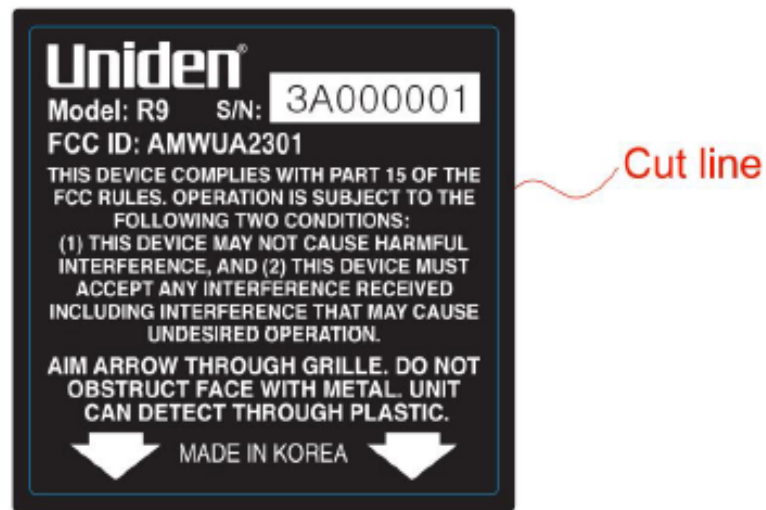 Uniden®
Model: R9 S/N: 3A000001
FCC ID: AMWUA2301
THIS DEVICE COMPLIES WITH PART 15 OF THE
FCC RULES. OPERATION IS SUBJECT TO THE
FOLLOWING TWO CONDITIONS:
(1) THIS DEVICE MAY NOT CAUSE HARMFUL
INTERFERENCE, AND (2) THIS DEVICE MUST
ACCEPT ANY INTERFERENCE RECEIVED
INCLUDING INTERFERENCE THAT MAY CAUSE
UNDESIRED OPERATION.
AIM ARROW THROUGH GRILLE. DO NOT
OBSTRUCT FACE WITH METAL. UNIT
CAN DETECT THROUGH PLASTIC.
MADE IN KOREA
Cut line